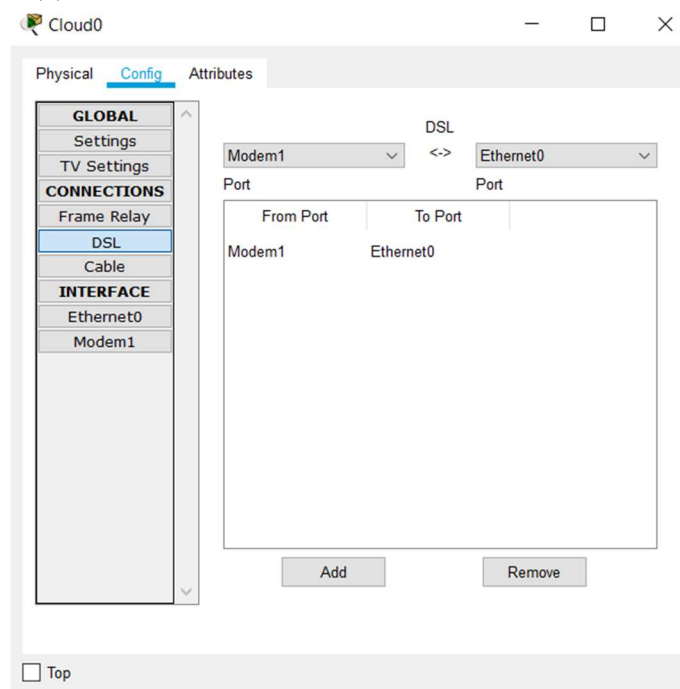 Cloud0
Physical Config Attributes
GLOBAL
Settings
TV Settings
CONNECTIONS
Frame Relay
DSL
Cable
INTERFACE
Ethernet0
Modem1
DSL
Modem1 <-> Ethernet0
Port Port
From Port To Port
Modem1 Ethernet0
Add Remove
Top